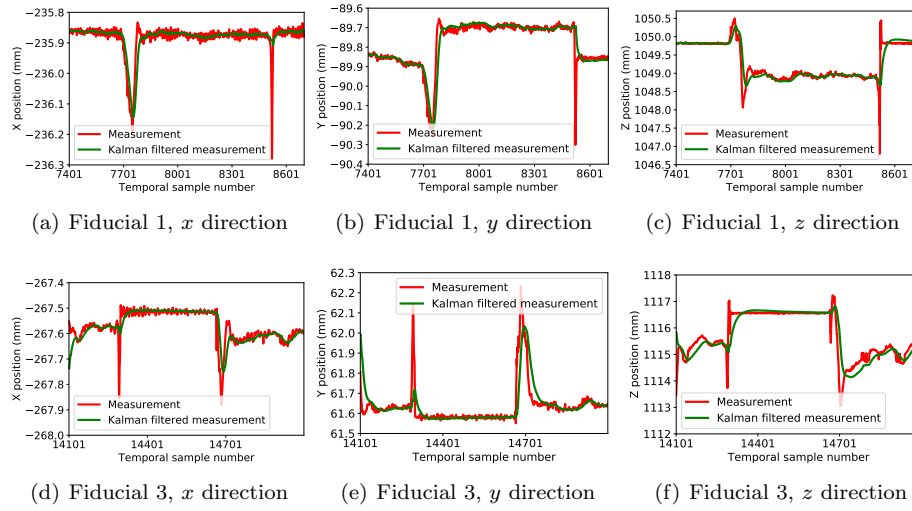 −235.8
−235.9
−236.0
−236.1
−236.2
−236.3
X position (mm)
Measurement
Kalman filtered measurement
7401 7701 8001 8301 8601
Temporal sample number
(a) Fiducial 1, x direction
−89.6
−89.7
−89.8
−89.9
−90.0
−90.1
−90.2
−90.3
−90.4
Y position (mm)
Measurement
Kalman filtered measurement
7401 7701 8001 8301 8601
Temporal sample number
(b) Fiducial 1, y direction
1050.5
1050.0
1049.5
1049.0
1048.5
1048.0
1047.5
1047.0
1046.5
Z position (mm)
Measurement
Kalman filtered measurement
7401 7701 8001 8301 8601
Temporal sample number
(c) Fiducial 1, z direction
−267.4
−267.5
−267.6
−267.7
−267.8
−267.9
−268.0
X position (mm)
Measurement
Kalman filtered measurement
14101 14401 14701
Temporal sample number
(d) Fiducial 3, x direction
62.3
62.2
62.1
62.0
61.9
61.8
61.7
61.6
61.5
Y position (mm)
Measurement
Kalman filtered measurement
14101 14401 14701
Temporal sample number
(e) Fiducial 3, y direction
1118
1117
1116
1115
1114
1113
1112
Z position (mm)
Measurement
Kalman filtered measurement
14101 14401 14701
Temporal sample number
(f) Fiducial 3, z direction